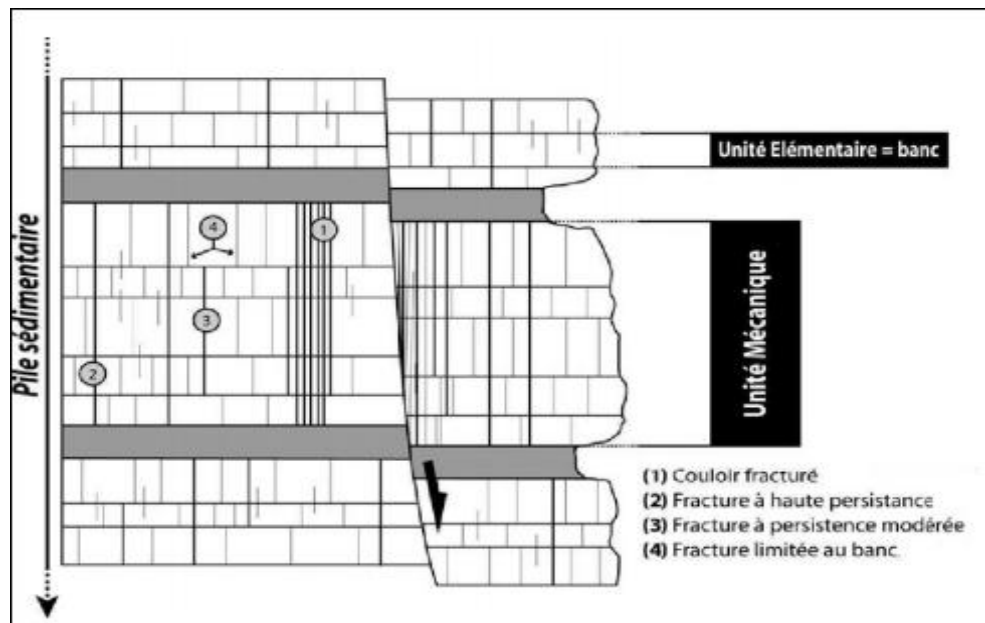 Pile sédimentaire
Unité Elémentaire = banc
4
1
3
2
Unité Mécanique
(1) Couloir fracturé
(2) Fracture à haute persistance
(3) Fracture à persistence modérée
(4) Fracture limitée au banc.